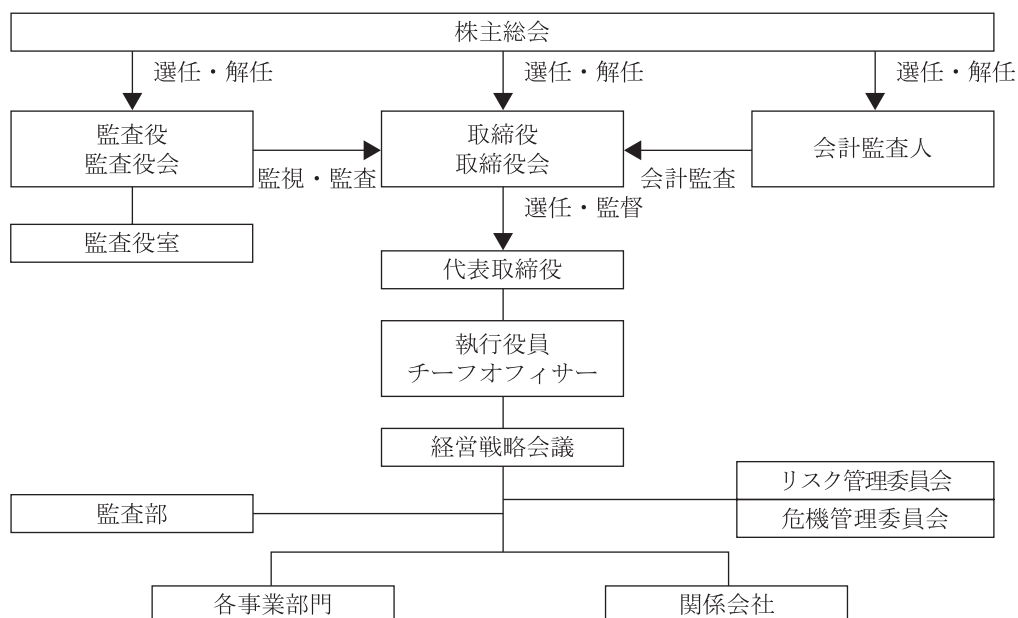 株主総会
選任・解任
選任・解任
選任・解任
監査役
監査役会
取締役
取締役会
会計監査人
監視・監査
会計監査
監査役室
選任・監督
代表取締役
執行役員
チーフオフィサー
経営戦略会議
リスク管理委員会
監査部
危機管理委員会
各事業部門
関係会社